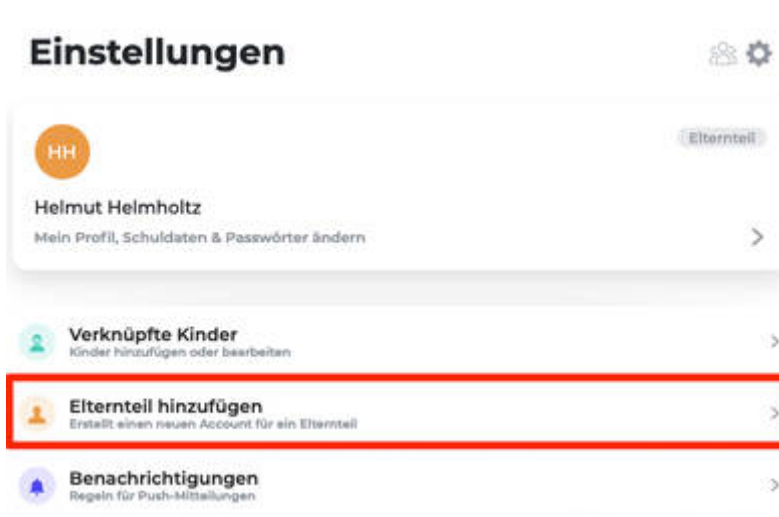 Einstellungen
Elternteil
HH
Helmut Helmholtz
Mein Profil, Schuldaten & Passwörter ändern
Verknüpfte Kinder
Kinder hinzufügen oder bearbeiten
Elternteil hinzufügen
Erstellt einen neuen Account für ein Elternteil
Benachrichtigungen
Regeln für Push-Mitteilungen